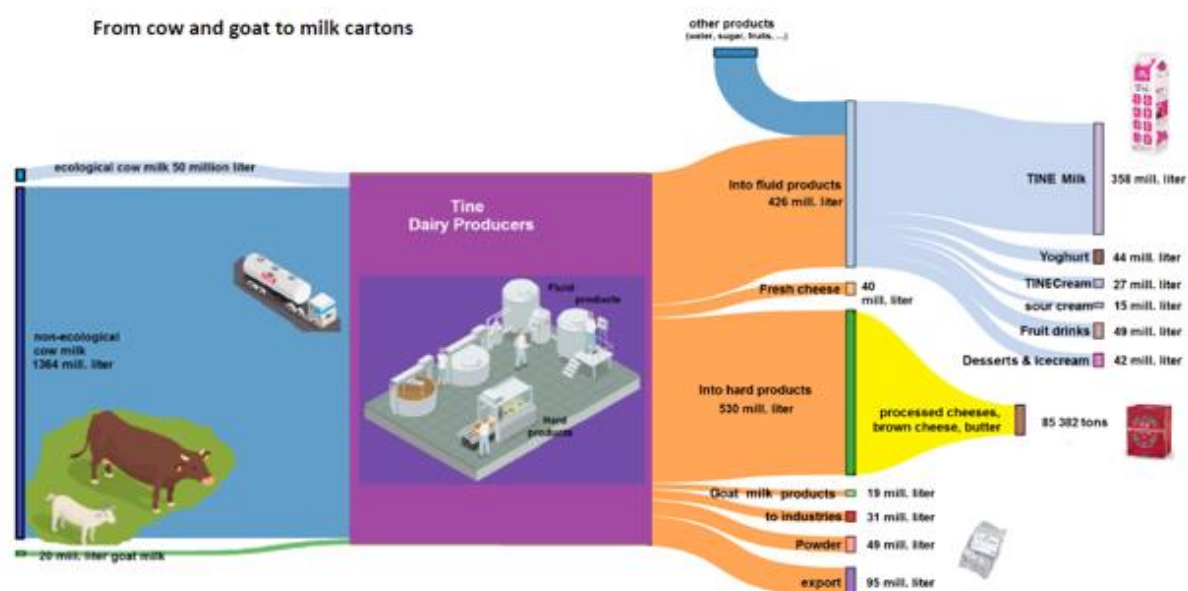 From cow and goat to milk cartons
other products
(water, sugar, fruits, ...)
ecological cow milk 50 million liter
Tine
Dairy Producers
Into fluid products
426 mill. liter
TINE Milk
358 mill. liter
Yoghurt
44 mill. liter
Fresh cheese
40
mill. liter
TINECream
27 mill. liter
sour cream
15 mill. liter
Fluid
products
Fruit drinks
49 mill. liter
non-ecological
cow milk
1364 mill. liter
Desserts & Icecream
42 mill. liter
Into hard products
530 mill. liter
processed cheeses,
brown cheese, butter
85 382 tons
Hard
products
Goat milk products
19 mill. liter
to industries
31 mill. liter
Powder
49 mill. liter
20 mill. liter goat milk
export
95 mill. liter